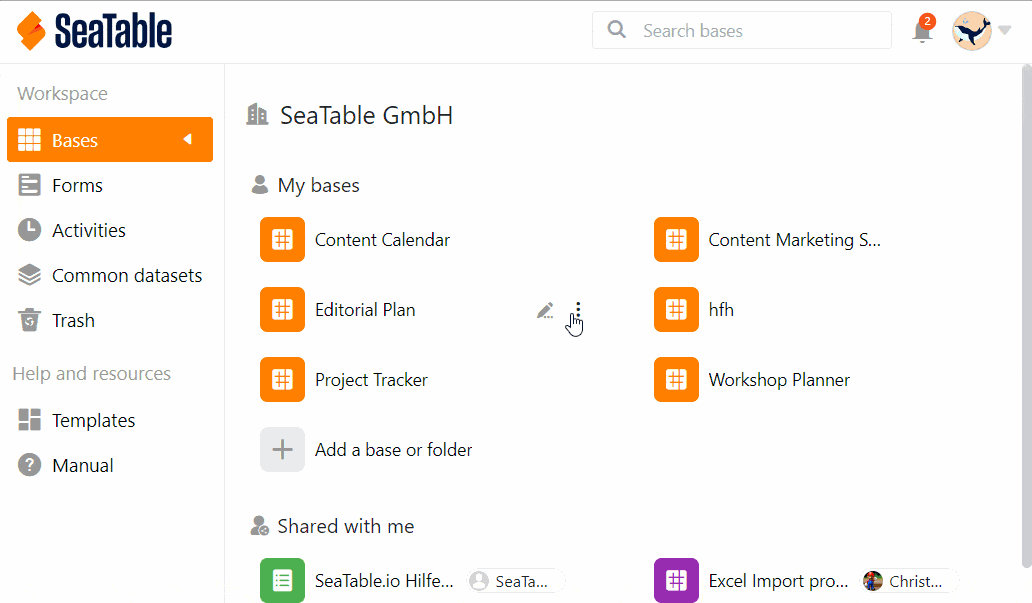 SeaTable
Search bases
2
Workspace
Bases
Forms
Activities
Common datasets
Trash
Help and resources
Templates
Manual
SeaTable GmbH
My bases
Content Calendar
Content Marketing S...
Editorial Plan
hfh
Project Tracker
Workshop Planner
Add a base or folder
Shared with me
SeaTable.io Hilfe...
SeaTa...
Excel Import pro...
Christ...